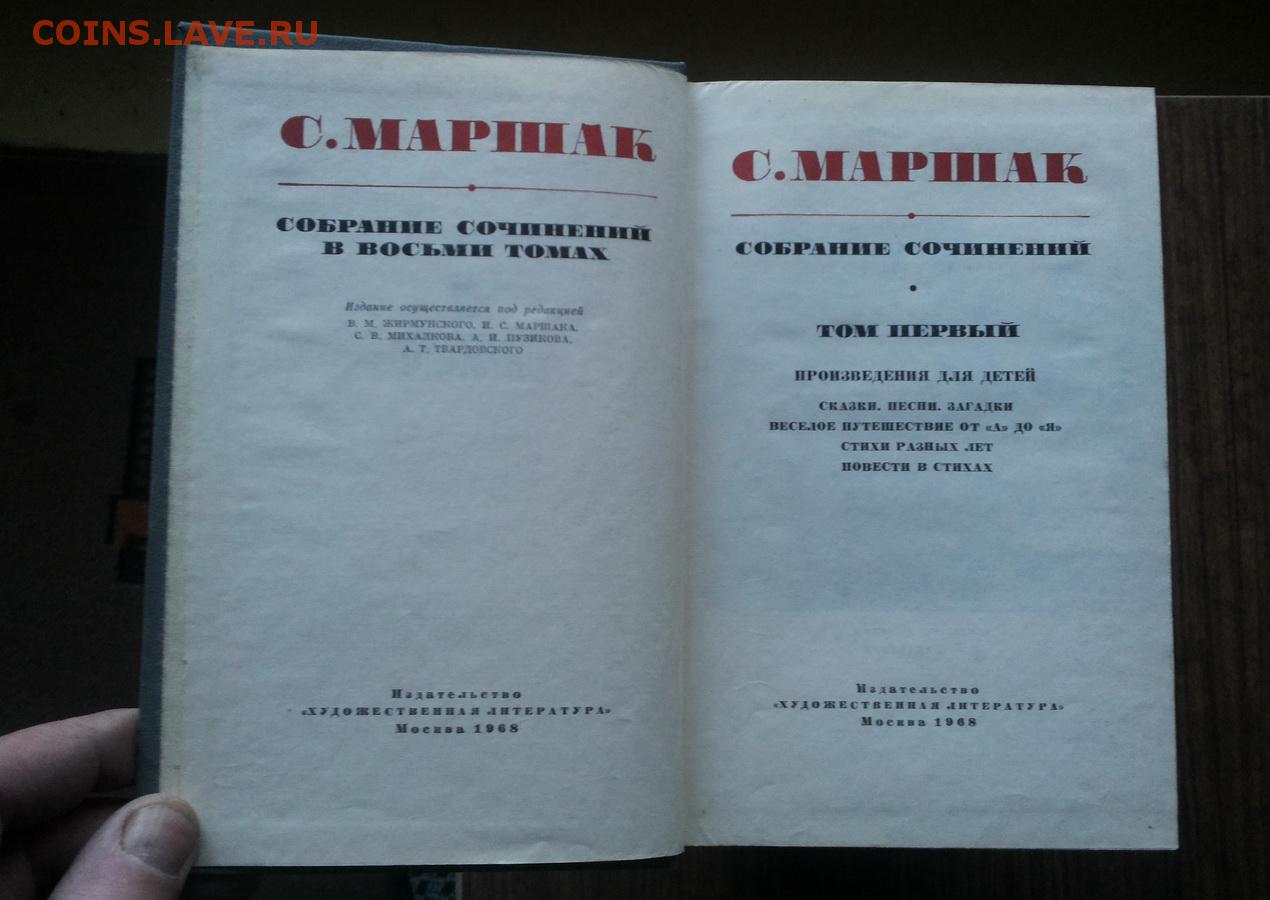 COINS.LAVE.RU
С. МАРШАК
СОБРАНИЕ СОЧИНЕНИЙ
В ВОСЬМИ ТОМАХ
Издание осуществляется под редакцией
В. М. ЖИРМУНСКОГО, И. С. МАРШАКА,
С. В. МИХАЛКОВА, А. И. ПУЗИКОВА,
А. Т. ТВАРДОВСКОГО
Издательство
«ХУДОЖЕСТВЕННАЯ ЛИТЕРАТУРА»
Москва 1968
С. МАРШАК
СОБРАНИЕ СОЧИНЕНИЙ
ТОМ ПЕРВЫЙ
ПРОИЗВЕДЕНИЯ ДЛЯ ДЕТЕЙ
СКАЗКИ. ПЕСНИ. ЗАГАДКИ
ВЕСЕЛОЕ ПУТЕШЕСТВИЕ ОТ «А» ДО «Я»
СТИХИ РАЗНЫХ ЛЕТ
ПОВЕСТИ В СТИХАХ
Издательство
«ХУДОЖЕСТВЕННАЯ ЛИТЕРАТУРА»
Москва 1968